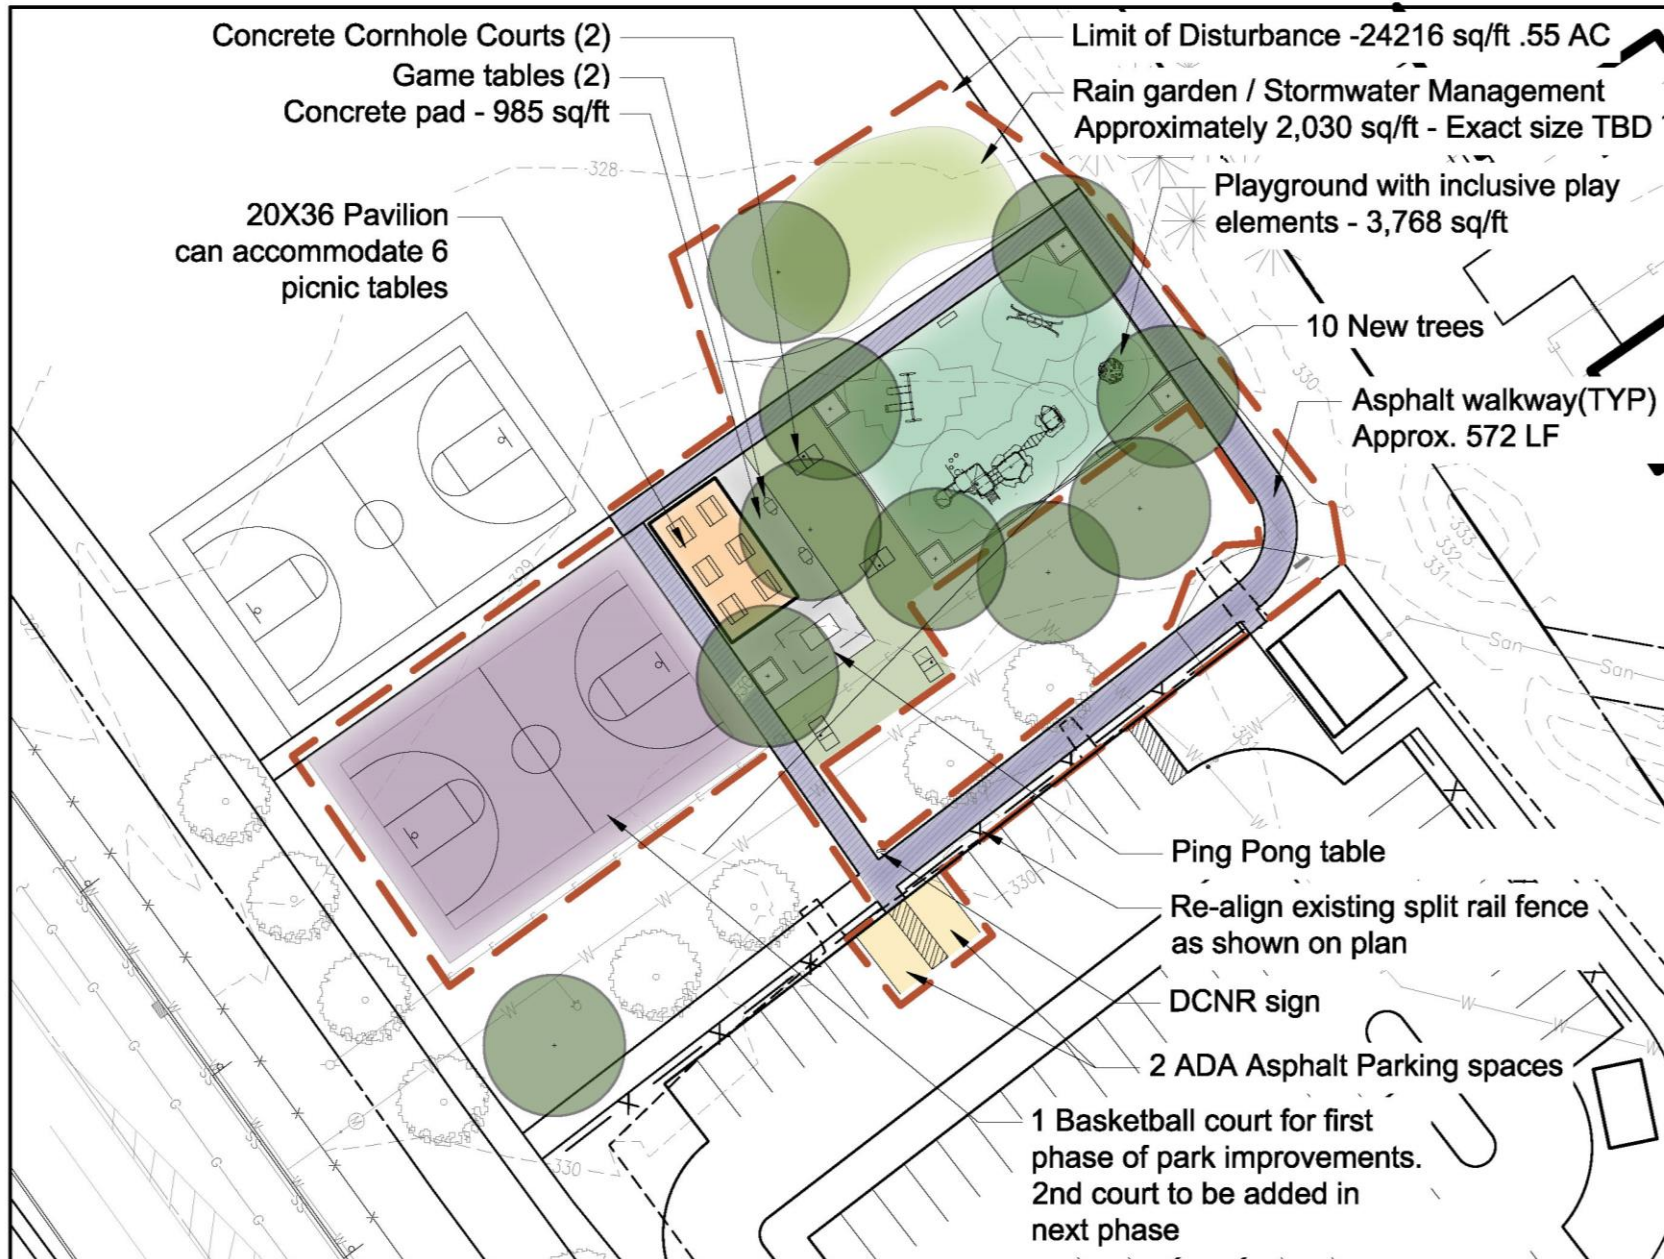 Concrete Cornhole Courts (2)
Game tables (2)
Concrete pad - 985 sq/ft
20X36 Pavilion
can accommodate 6
picnic tables
Limit of Disturbance -24216 sq/ft .55 AC
Rain garden / Stormwater Management
Approximately 2,030 sq/ft - Exact size TBD
Playground with inclusive play
elements - 3,768 sq/ft
10 New trees
Asphalt walkway(TYP)
Approx. 572 LF
Ping Pong table
Re-align existing split rail fence
as shown on plan
DCNR sign
2 ADA Asphalt Parking spaces
1 Basketball court for first
phase of park improvements.
2nd court to be added in
next phase
328
329
327
330
330
330
331
333
332
331
San
San